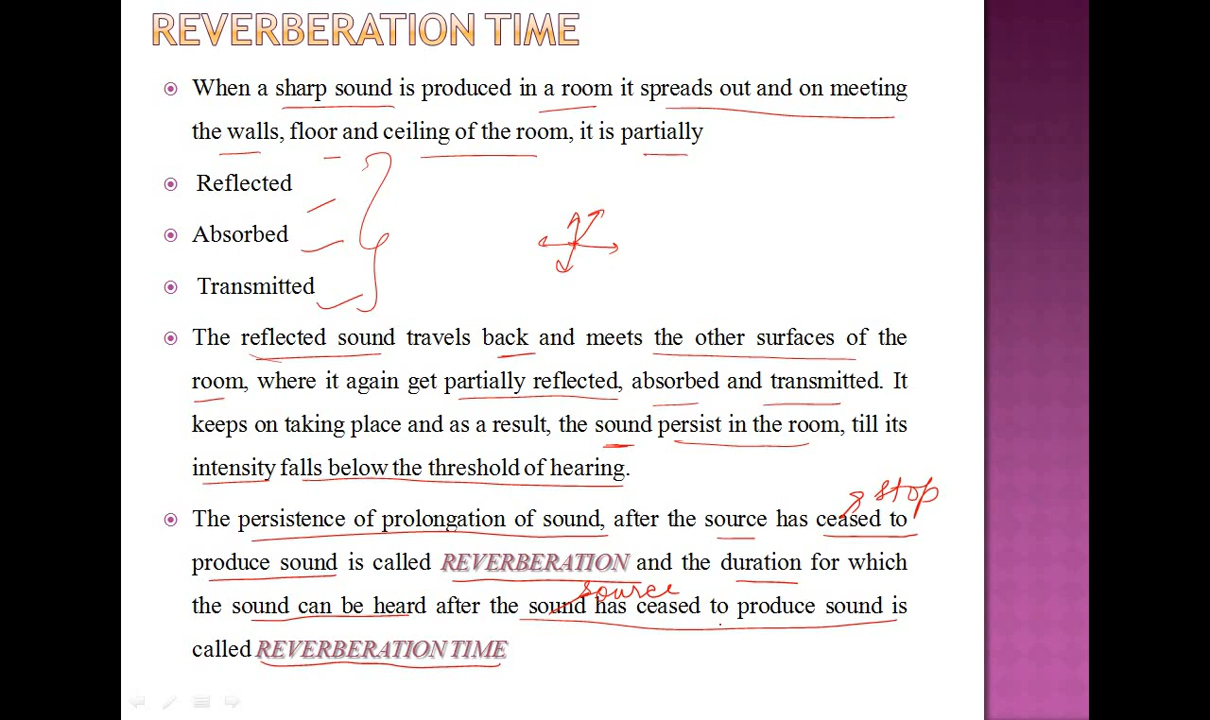 REVERBERATION TIME
When a sharp sound is produced in a room it spreads out and on meeting
the walls, floor and ceiling of the room, it is partially
Reflected
Absorbed
Transmitted
The reflected sound travels back and meets the other surfaces of the
room, where it again get partially reflected, absorbed and transmitted. It
keeps on taking place and as a result, the sound persist in the room, till its
intensity falls below the threshold of hearing.
stop
The persistence of prolongation of sound, after the source has ceased to
produce sound is called REVERBERATION and the duration for which
source
the sound can be heard after the sound has ceased to produce sound is
called REVERBERATION TIME